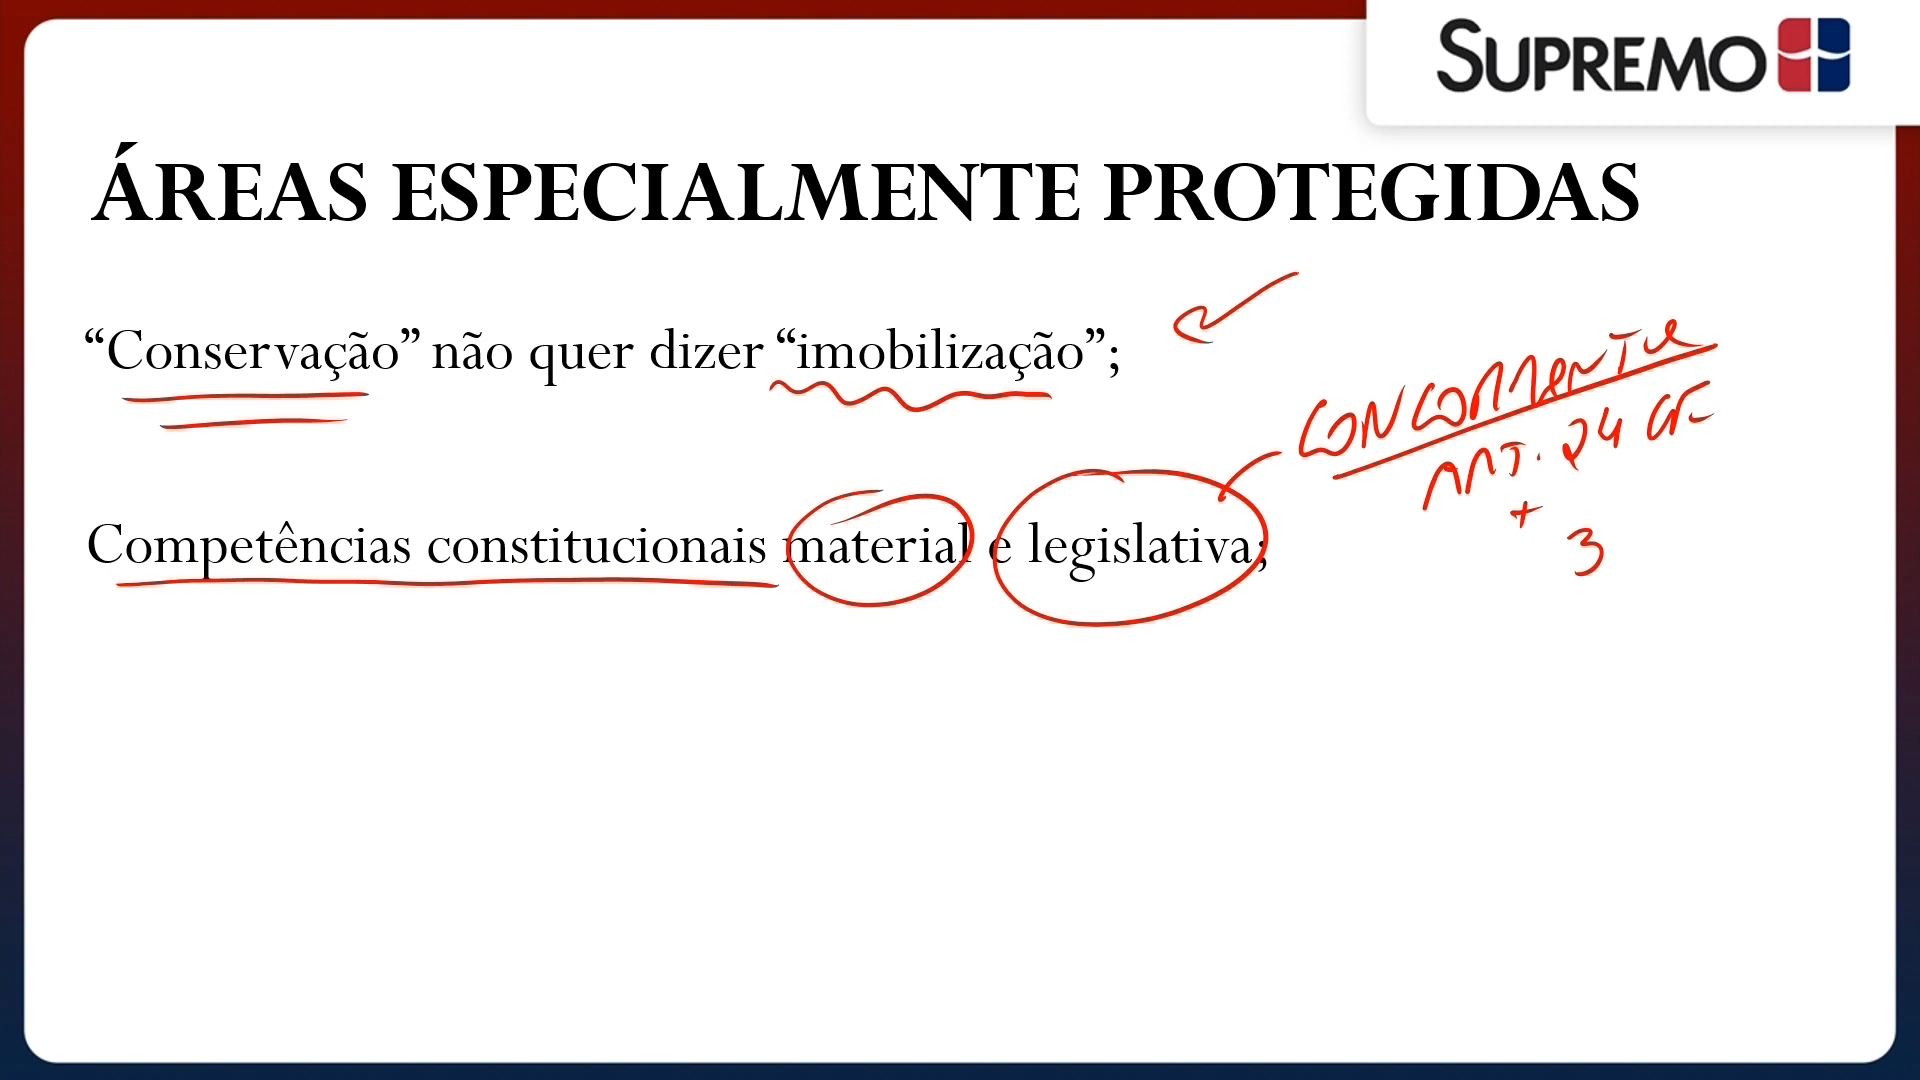 SUPREMO
ÁREAS ESPECIALMENTE PROTEGIDAS
“Conservação” não quer dizer “imobilização”;
CONCORRENTE
ART. 24 CF
+
3
Competências constitucionais material e legislativa;